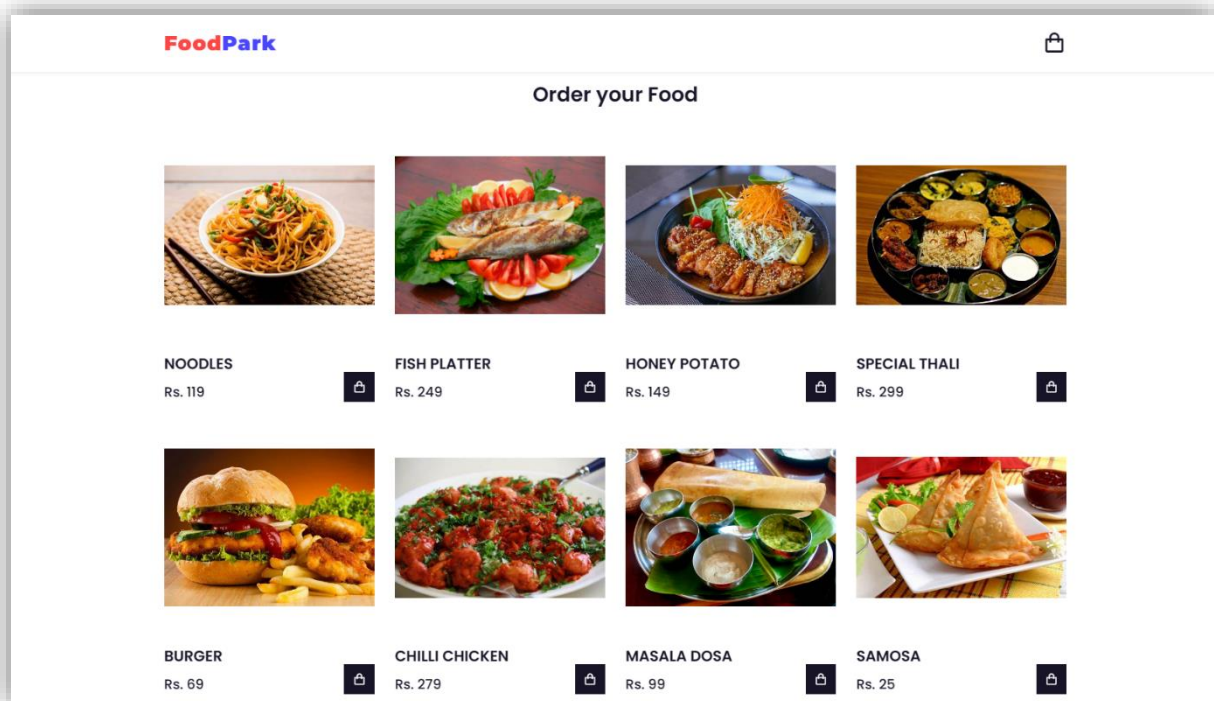 FoodPark
Order your Food
NOODLES
Rs. 119
FISH PLATTER
Rs. 249
HONEY POTATO
Rs. 149
SPECIAL THALI
Rs. 299
BURGER
Rs. 69
CHILLI CHICKEN
Rs. 279
MASALA DOSA
Rs. 99
SAMOSA
Rs. 25